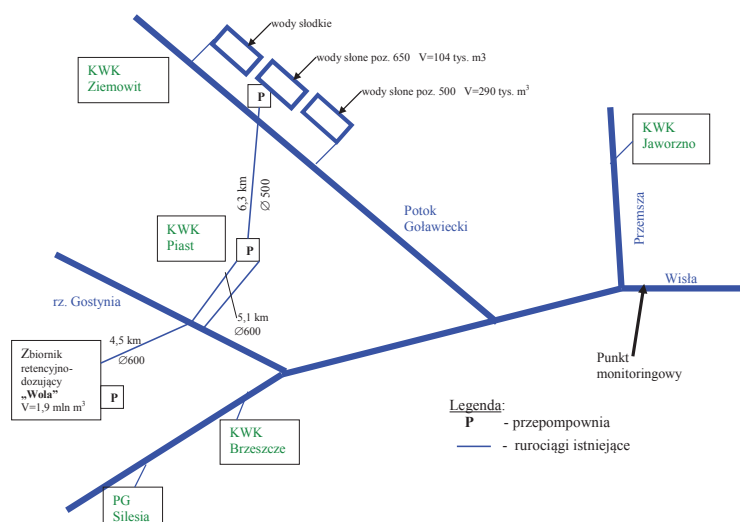 wody słodkie
wody słone poz. 650   V=104 tys. m3
wody słone poz. 500   V=290 tys. m³
KWK
Ziemowit
P
KWK
Jaworzno
6,3 km
∅ 500
Potok
Goławiecki
Przemsza
KWK
Piast
P
Wisła
rz. Gostynia
5,1 km
∅600
4,5 km
∅600
Zbiornik
retencyjno-
dozujący
„Wola”
V=1,9 mln m³
P
Punkt
monitoringowy
Legenda:
P - przepompownia
- rurociągi istniejące
KWK
Brzeszcze
PG
Silesia